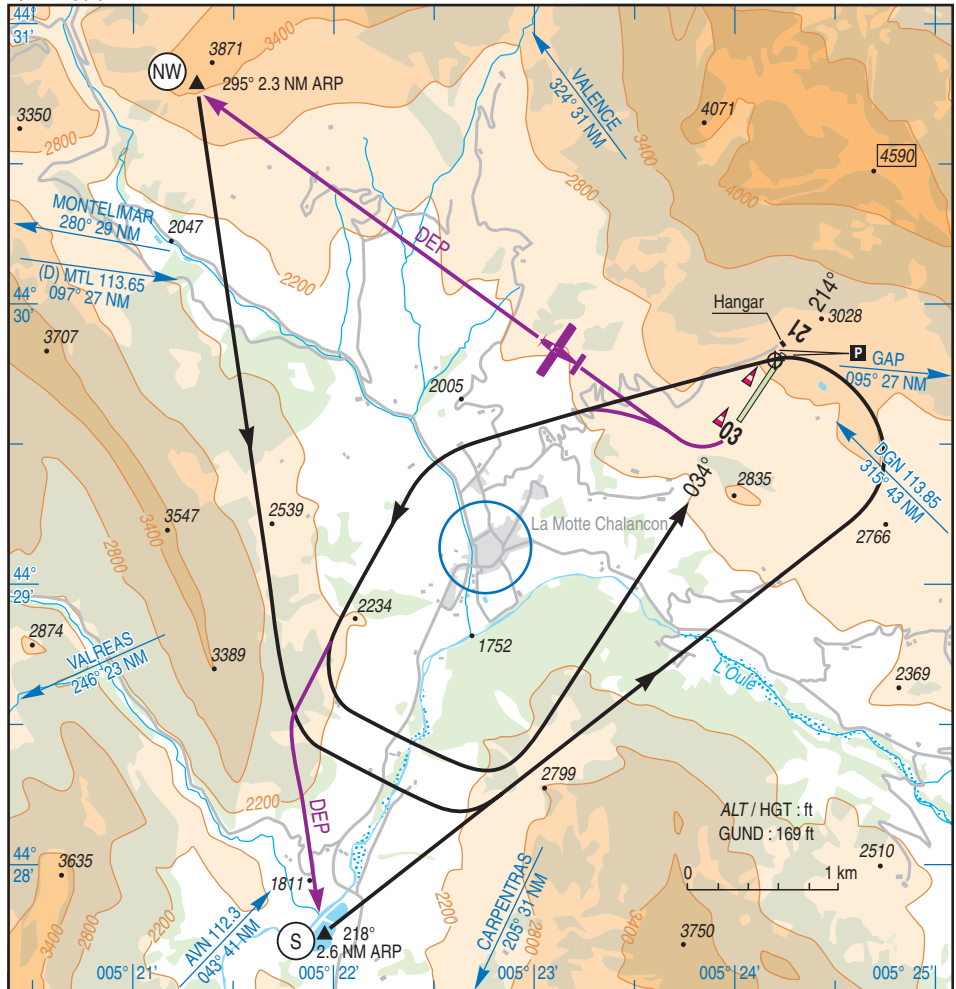 44°
31'
3400
3871
NW
295° 2.3 NM ARP
VALENCE
324° 31 NM
4071
3350
2800
3400
4590
2800
4000
MONTELIMAR
280° 29 NM
2047
DEP
(D) MTL 113.65
097° 27 NM
2200
44°
30'
Hangar
21
214°
3028
3707
P
GAP
095° 27 NM
2005
03
034°
2835
DGN 113.85
315° 43 NM
La Motte Chalancon
2539
3547
3400
2800
2766
44°
29'
2234
2874
VALREAS
246° 23 NM
1752
3389
L'Oule
2369
2200
2799
DEP
ALT / HGT : ft
GUND : 169 ft
44°
28'
3635
1811
0
1 km
2510
2200
2800
CARPENTRAS
205° 31 NM
AVN 112.3
043° 41 NM
S
218°
2.6 NM ARP
3400
2800
2200
3750
005° 21'
005° 22'
005° 23'
005° 24'
005° 25'